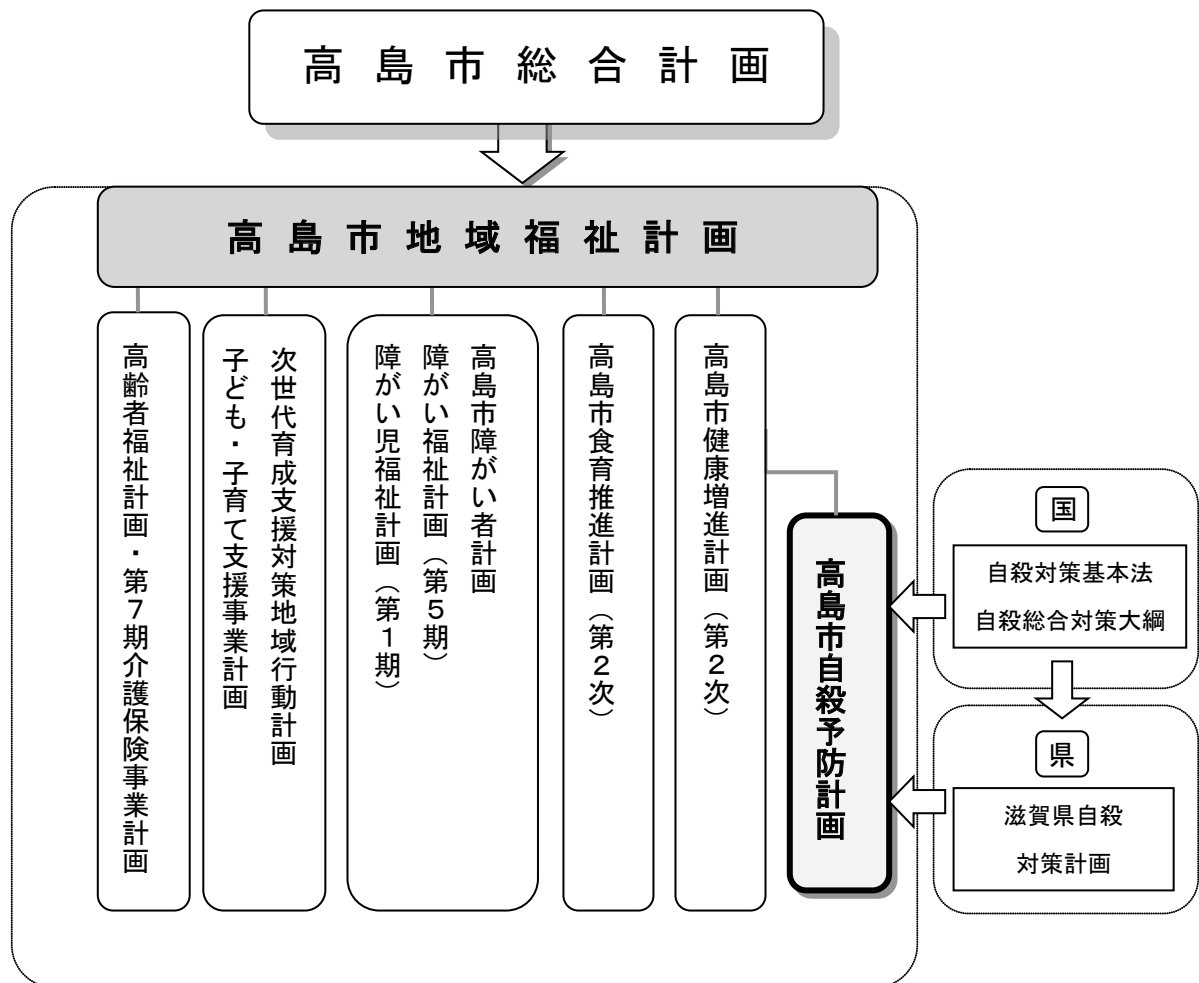 高島市総合計画
高島市地域福祉計画
高齢者福祉計画・第7期介護保険事業計画
次世代育成支援対策地域行動計画
子ども・子育て支援事業計画
高島市障がい者計画
障がい福祉計画（第5期）
障がい児福祉計画（第1期）
高島市食育推進計画（第2次）
高島市健康増進計画（第2次）
高島市自殺予防計画
国
自殺対策基本法
自殺総合対策大綱
県
滋賀県自殺
対策計画